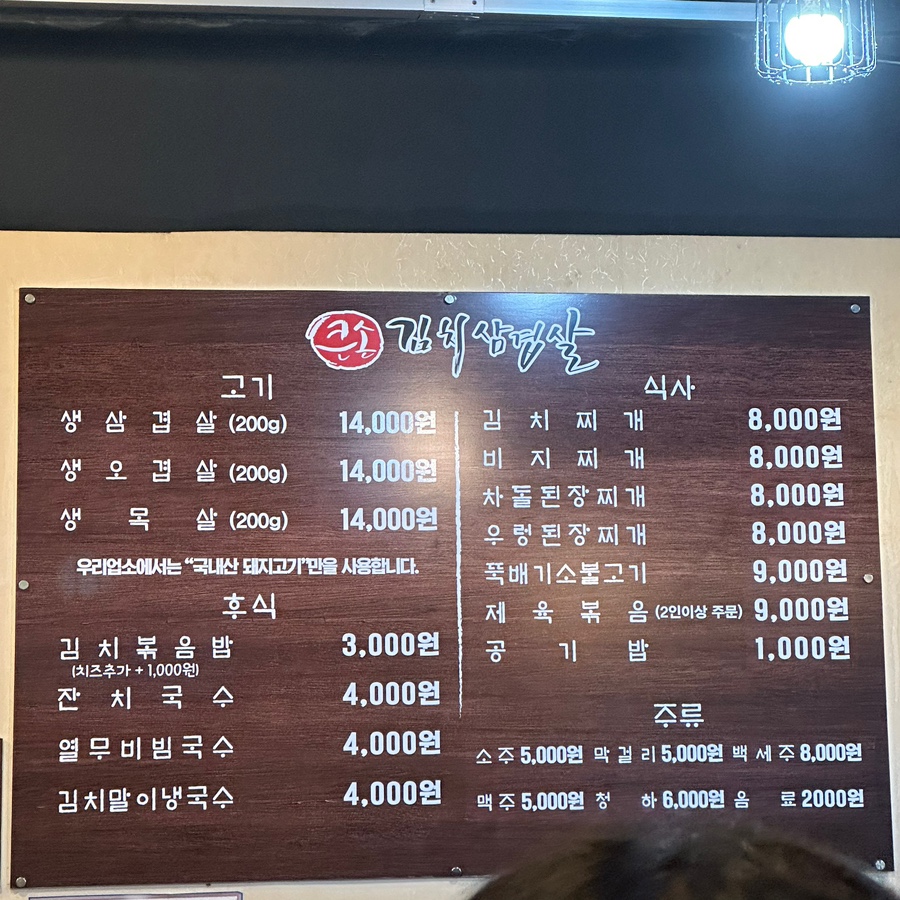 큰손 김치삼겹살
고기
생삼겹살 (200g) 14,000원
생오겹살 (200g) 14,000원
생목살 (200g) 14,000원
우리업소에서는 "국내산 돼지고기"만을 사용합니다.
후식
김치볶음밥 3,000원
(치즈추가 + 1,000원)
잔치국수 4,000원
열무비빔국수 4,000원
김치말이냉국수 4,000원
식사
김치찌개 8,000원
비지찌개 8,000원
차돌된장찌개 8,000원
우렁된장찌개 8,000원
뚝배기소불고기 9,000원
제육볶음 (2인이상 주문) 9,000원
공기밥 1,000원
주류
소주 5,000원 막걸리 5,000원 백세주 8,000원
맥주 5,000원 청하 6,000원 음료 2000원